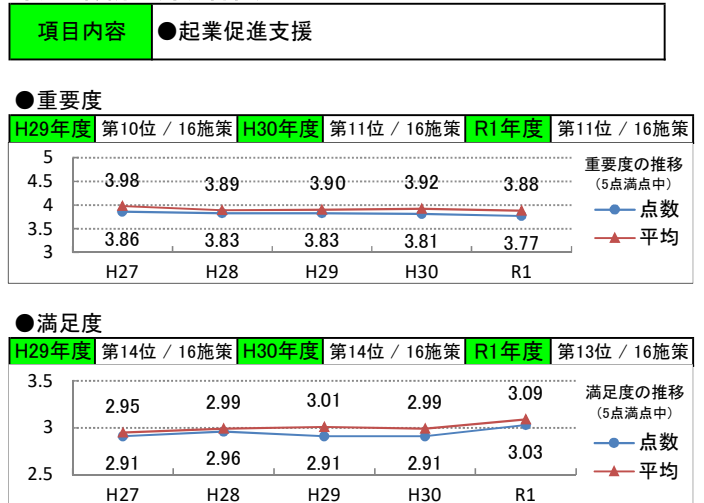 項目内容 ●起業促進支援
●重要度
H29年度 第10位 / 16施策 H30年度 第11位 / 16施策 R1年度 第11位 / 16施策
5
4.5
4
3.5
3
3.98 3.89 3.90 3.92 3.88
3.86 3.83 3.83 3.81 3.77
H27 H28 H29 H30 R1
重要度の推移
(5点満点中)
点数
平均
●満足度
H29年度 第14位 / 16施策 H30年度 第14位 / 16施策 R1年度 第13位 / 16施策
3.5
3
2.5
2.95 2.99 3.01 2.99 3.09
2.91 2.96 2.91 2.91 3.03
H27 H28 H29 H30 R1
満足度の推移
(5点満点中)
点数
平均